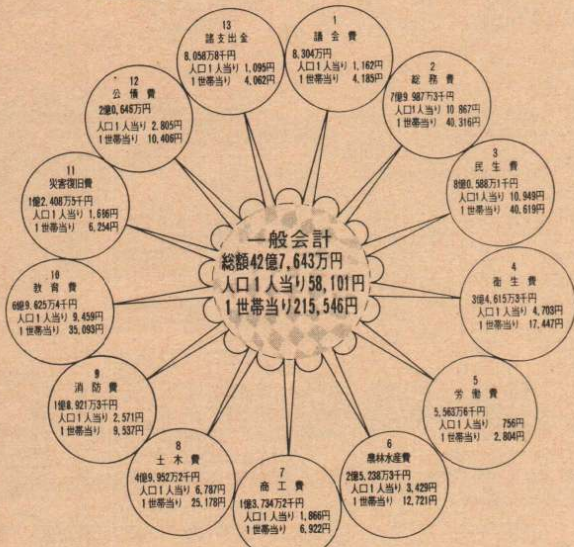 一般会計
総額42億7,643万円
人口1人当り58,101円
1世帯当り215,546円
1
議会費
8,304万円
人口1人当り 1,162円
1世帯当り 4,185円
2
総務費
7億9,987万3千円
人口1人当り 10,867円
1世帯当り 40,316円
3
民生費
8億0,588万1千円
人口1人当り 10,949円
1世帯当り 40,619円
4
衛生費
3億4,615万3千円
人口1人当り 4,703円
1世帯当り 17,447円
5
労働費
5,563万6千円
人口1人当り 756円
1世帯当り 2,804円
6
農林水産費
2億5,238万3千円
人口1人当り 3,429円
1世帯当り 12,721円
7
商工費
1億3,734万2千円
人口1人当り 1,866円
1世帯当り 6,922円
8
土木費
4億9,952万2千円
人口1人当り 6,787円
1世帯当り 25,178円
9
消防費
1億8,921万3千円
人口1人当り 2,571円
1世帯当り 9,537円
10
教育費
6億9,625万4千円
人口1人当り 9,459円
1世帯当り 35,093円
11
災害復旧費
1億2,408万5千円
人口1人当り 1,686円
1世帯当り 6,254円
12
公債費
2億0,646万円
人口1人当り 2,805円
1世帯当り 10,406円
13
諸支出金
8,058万8千円
人口1人当り 1,095円
1世帯当り 4,062円